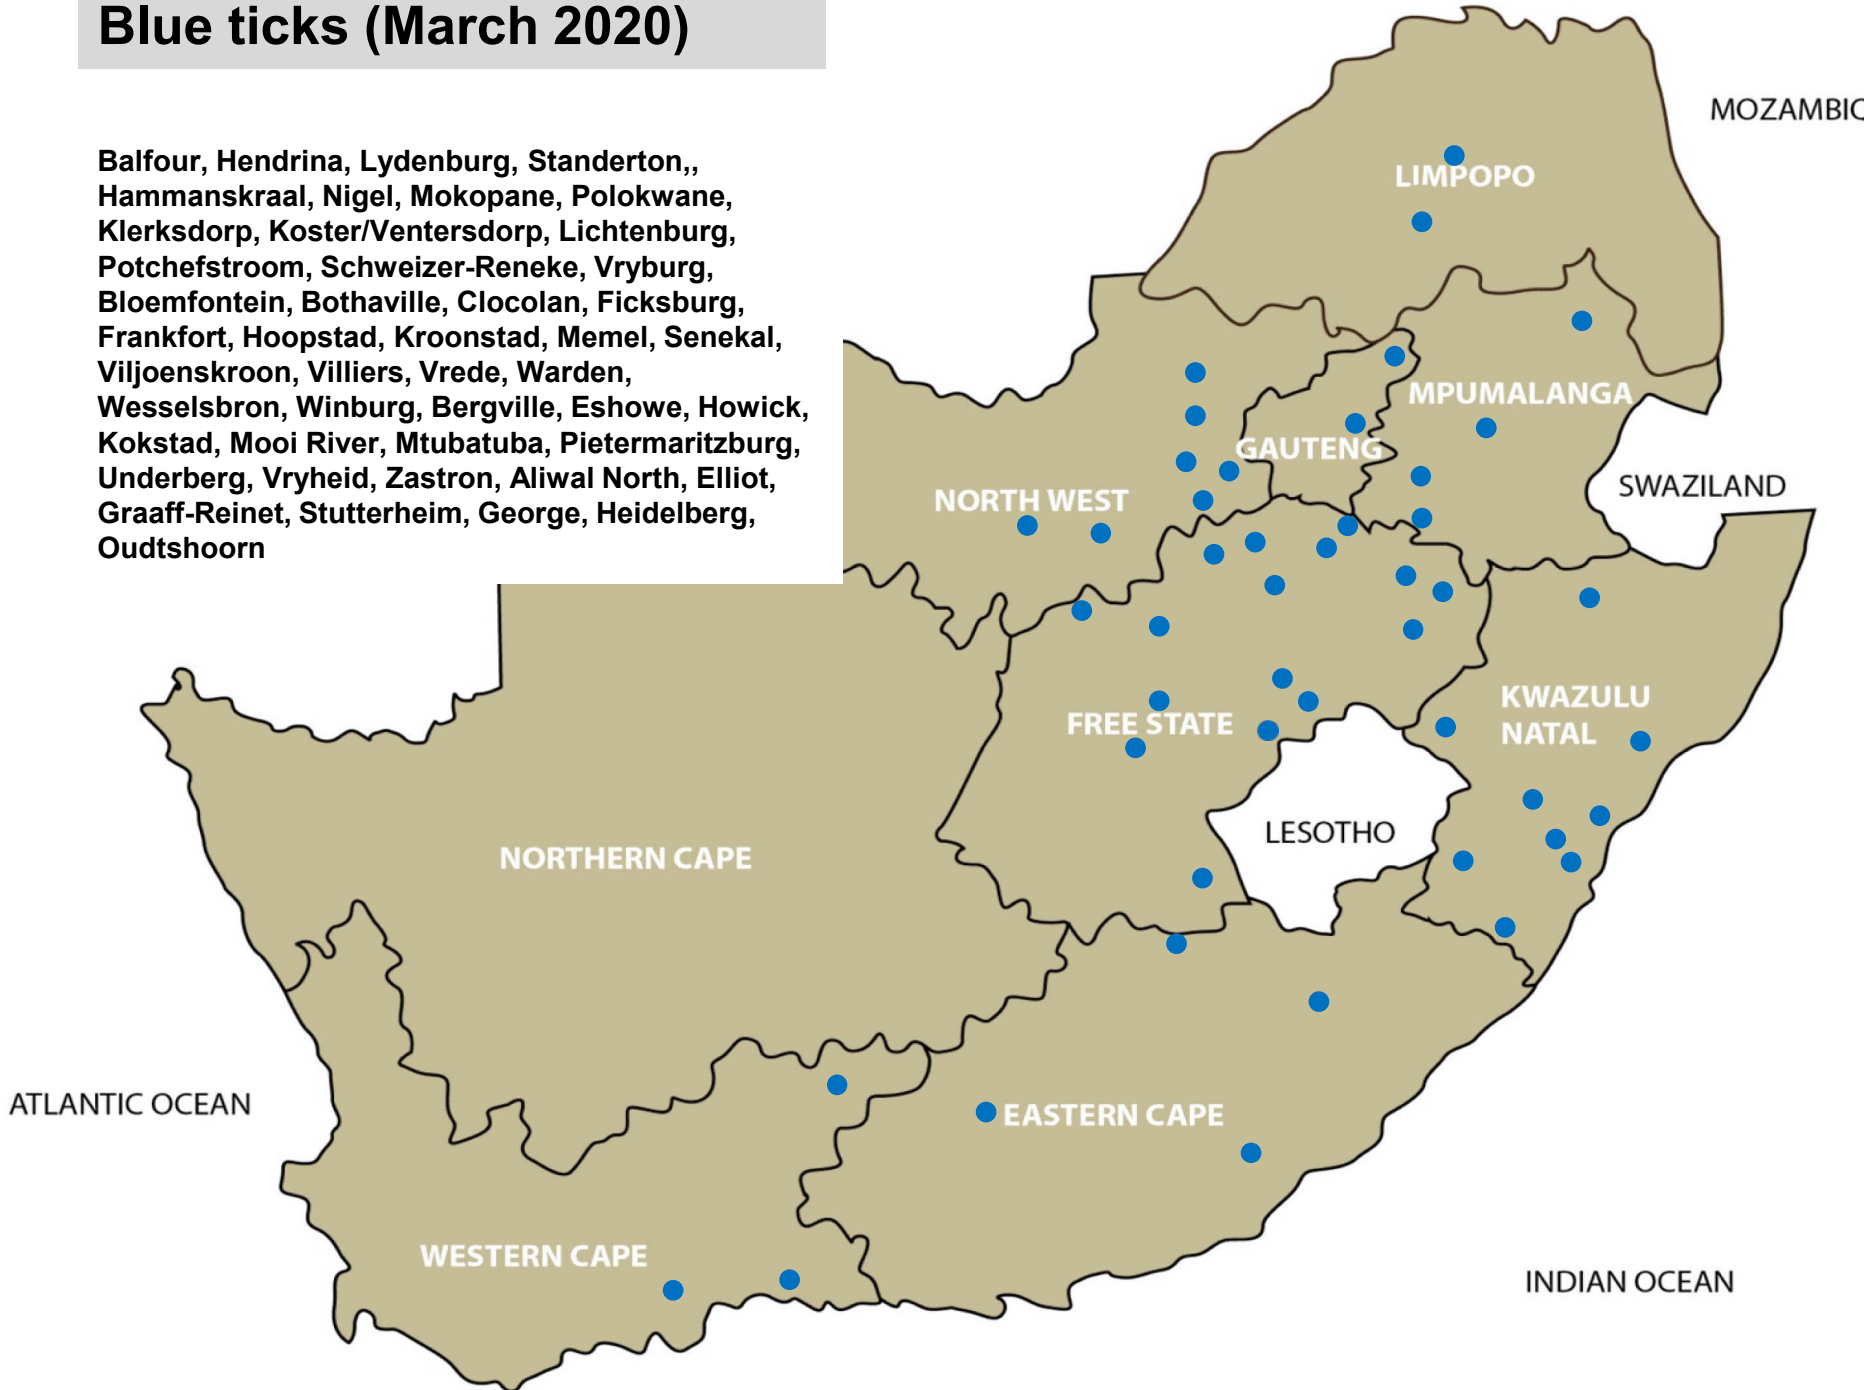 Blue ticks (March 2020)
Balfour, Hendrina, Lydenburg, Standerton,,
Hammanskraal, Nigel, Mokopane, Polokwane,
Klerksdorp, Koster/Ventersdorp, Lichtenburg,
Potchefstroom, Schweizer-Reneke, Vryburg,
Bloemfontein, Bothaville, Clocolan, Ficksburg,
Frankfort, Hoopstad, Kroonstad, Memel, Senekal,
Viljoenskroon, Villiers, Vrede, Warden,
Wesselsbron, Winburg, Bergville, Eshowe, Howick,
Kokstad, Mooi River, Mtubatuba, Pietermaritzburg,
Underberg, Vryheid, Zastron, Aliwal North, Elliot,
Graaff-Reinet, Stutterheim, George, Heidelberg,
Oudtshoorn
MOZAMBIQ
LIMPOPO
MPUMALANGA
GAUTENG
SWAZILAND
NORTH WEST
KWAZULU
NATAL
FREE STATE
LESOTHO
NORTHERN CAPE
ATLANTIC OCEAN
EASTERN CAPE
WESTERN CAPE
INDIAN OCEAN